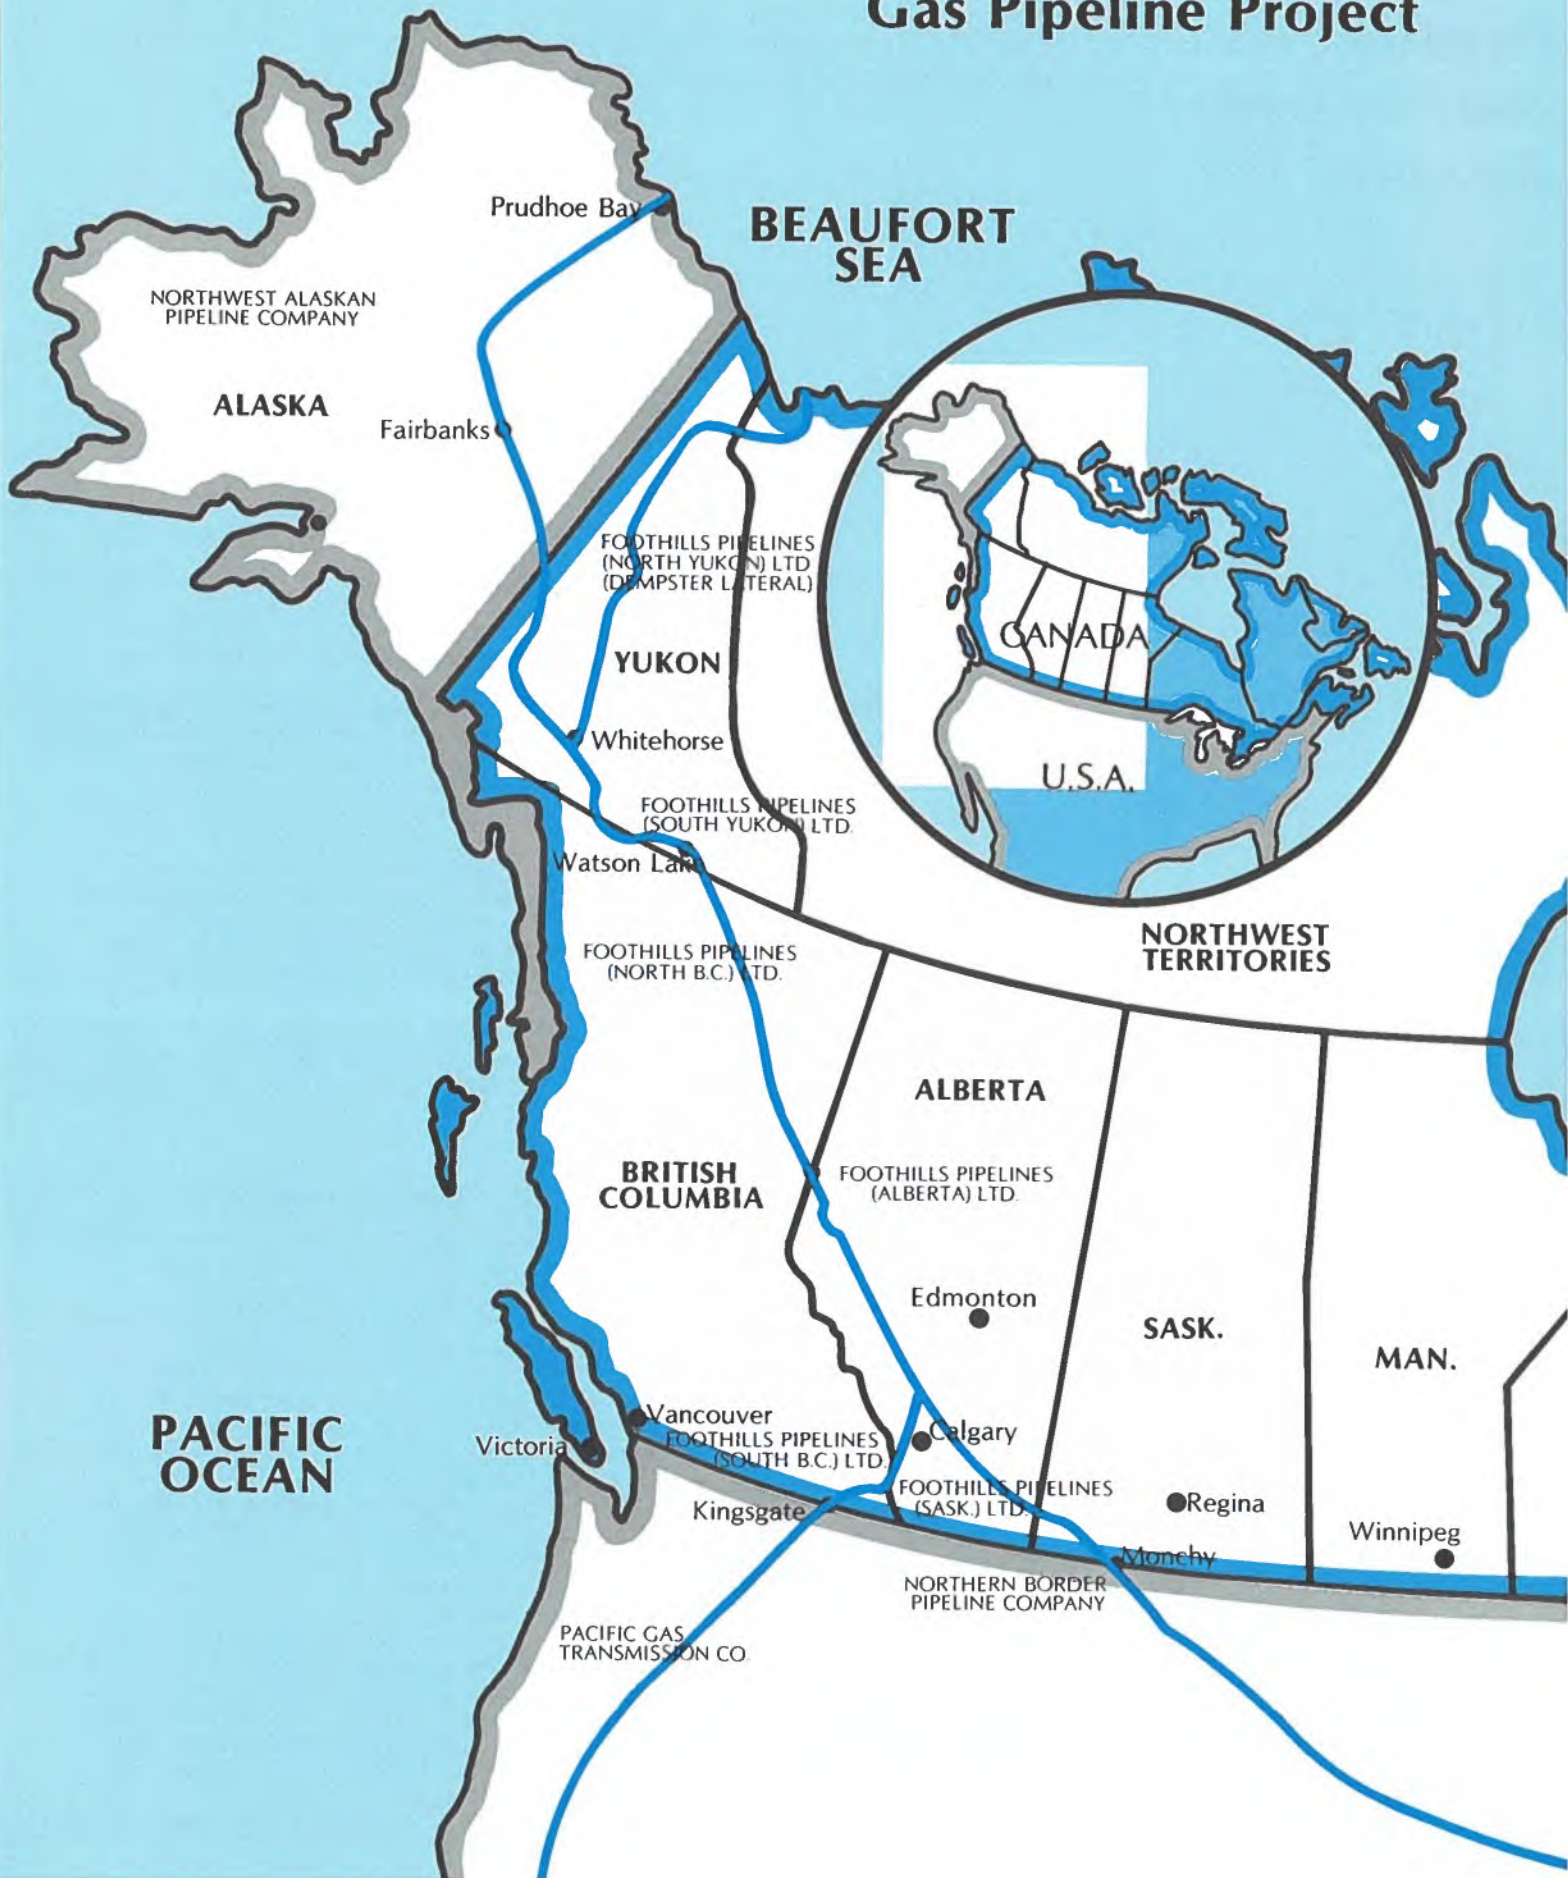 Gas Pipeline Project
Prudhoe Bay
BEAUFORT
SEA
NORTHWEST ALASKAN
PIPELINE COMPANY
ALASKA
Fairbanks
FOOTHILLS PIPELINES
(NORTH YUKON) LTD
(DEMPSTER LATERAL)
CANADA
YUKON
Whitehorse
U.S.A.
FOOTHILLS PIPELINES
(SOUTH YUKON) LTD.
Watson Lake
NORTHWEST
TERRITORIES
FOOTHILLS PIPELINES
(NORTH B.C.) LTD.
ALBERTA
BRITISH
COLUMBIA
FOOTHILLS PIPELINES
(ALBERTA) LTD.
Edmonton
SASK.
MAN.
PACIFIC
OCEAN
Vancouver
Victoria
FOOTHILLS PIPELINES
(SOUTH B.C.) LTD.
Calgary
Kingsgate
FOOTHILLS PIPELINES
(SASK.) LTD.
Regina
Winnipeg
Monchy
NORTHERN BORDER
PIPELINE COMPANY
PACIFIC GAS
TRANSMISSION CO.